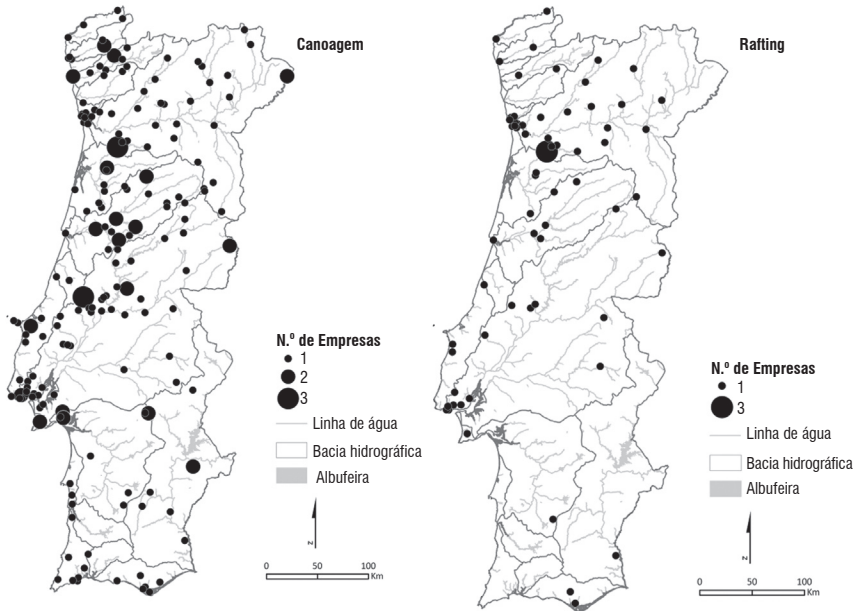 Canoagem
N.º de Empresas
1
2
3
Linha de água
Bacia hidrográfica
Albufeira
N
0 50 100
Km
Rafting
N.º de Empresas
1
3
Linha de água
Bacia hidrográfica
Albufeira
N
0 50 100
Km